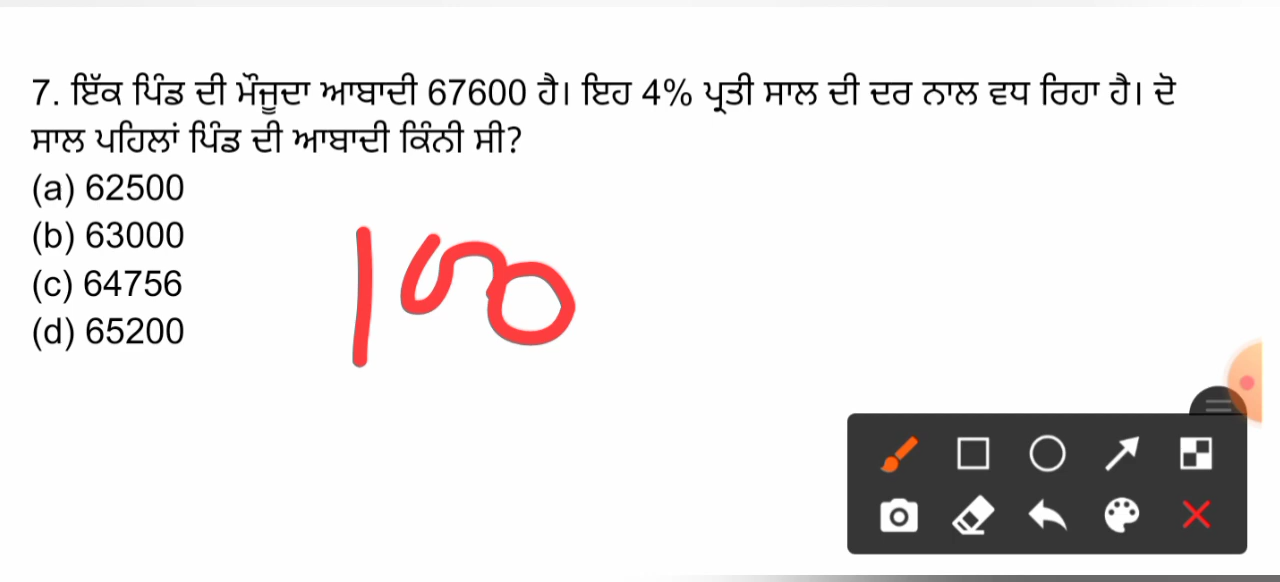 7. ਇੱਕ ਪਿੰਡ ਦੀ ਮੌਜੂਦਾ ਆਬਾਦੀ 67600 ਹੈ। ਇਹ 4% ਪ੍ਰਤੀ ਸਾਲ ਦੀ ਦਰ ਨਾਲ ਵਧ ਰਿਹਾ ਹੈ। ਦੋ
ਸਾਲ ਪਹਿਲਾਂ ਪਿੰਡ ਦੀ ਆਬਾਦੀ ਕਿੰਨੀ ਸੀ?
(a) 62500
(b) 63000
(c) 64756
(d) 65200
100